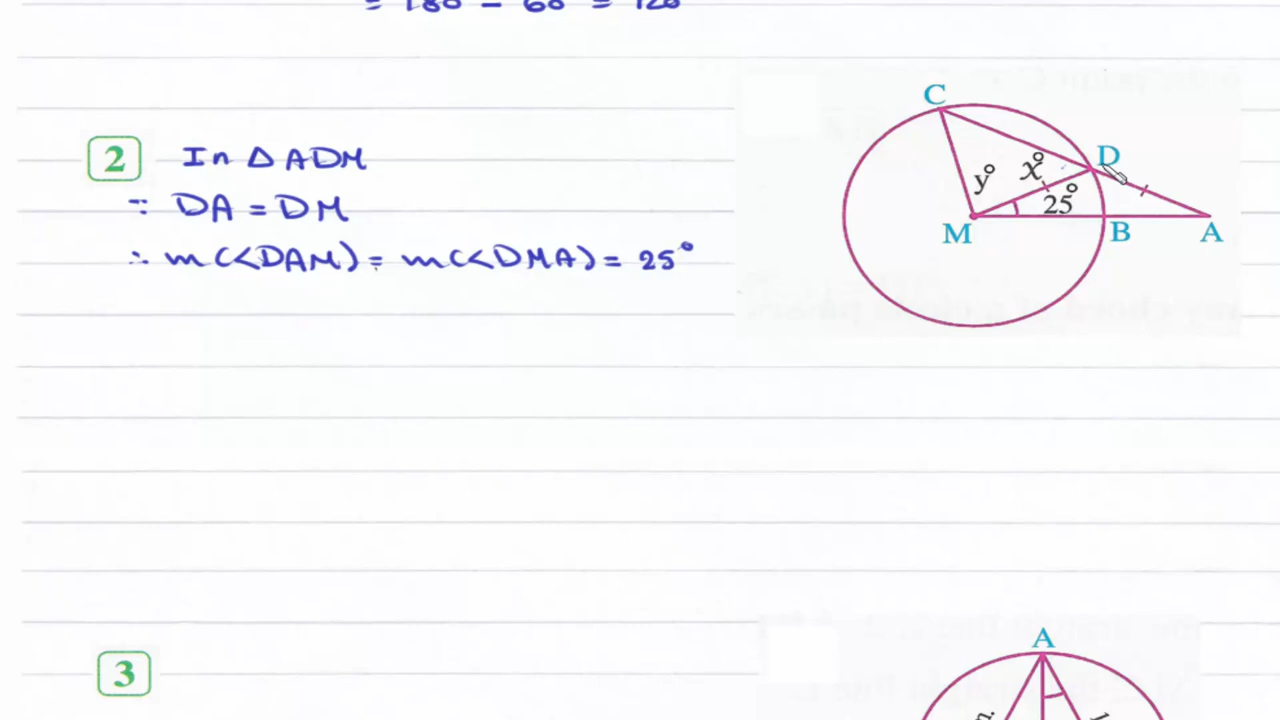 = 180 - 60 = 120
2 In Δ ADM
∵ DA = DM
∴ m(<DAM) = m(<DMA) = 25°
C
D
y°
x°
25°
M
B
A
3
A